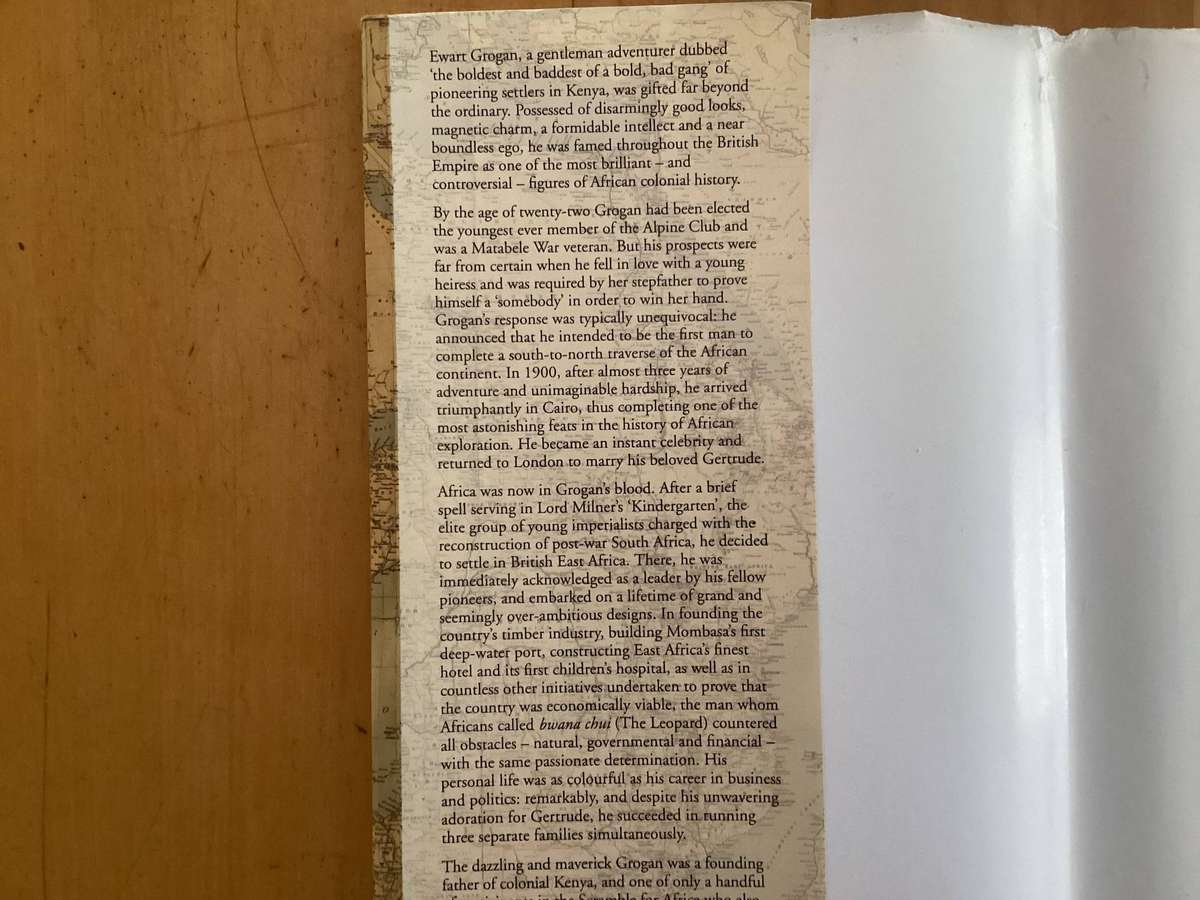 Ewart Grogan, a gentleman adventurer dubbed
‘the boldest and baddest of a bold, bad gang’ of
pioneering settlers in Kenya, was gifted far beyond
the ordinary. Possessed of disarmingly good looks,
magnetic charm, a formidable intellect and a near
boundless ego, he was famed throughout the British
Empire as one of the most brilliant – and
controversial – figures of African colonial history.
By the age of twenty-two Grogan had been elected
the youngest ever member of the Alpine Club and
was a Matabele War veteran. But his prospects were
far from certain when he fell in love with a young
heiress and was required by her stepfather to prove
himself a ‘somebody’ in order to win her hand.
Grogan’s response was typically unequivocal: he
announced that he intended to be the first man to
complete a south-to-north traverse of the African
continent. In 1900, after almost three years of
adventure and unimaginable hardship, he arrived
triumphantly in Cairo, thus completing one of the
most astonishing feats in the history of African
exploration. He became an instant celebrity and
returned to London to marry his beloved Gertrude.
Africa was now in Grogan’s blood. After a brief
spell serving in Lord Milner’s ‘Kindergarten’, the
elite group of young imperialists charged with the
reconstruction of post-war South Africa, he decided
to settle in British East Africa. There, he was
immediately acknowledged as a leader by his fellow
pioneers, and embarked on a lifetime of grand and
seemingly over-ambitious designs. In founding the
country’s timber industry, building Mombasa’s first
deep-water port, constructing East Africa’s finest
hotel and its first children’s hospital, as well as in
countless other initiatives undertaken to prove that
the country was economically viable, the man whom
Africans called bwana chui (The Leopard) countered
all obstacles – natural, governmental and financial –
with the same passionate determination. His
personal life was as colourful as his career in business
and politics: remarkably, and despite his unwavering
adoration for Gertrude, he succeeded in running
three separate families simultaneously.
The dazzling and maverick Grogan was a founding
father of colonial Kenya, and one of only a handful
in the Scramble for Africa who also